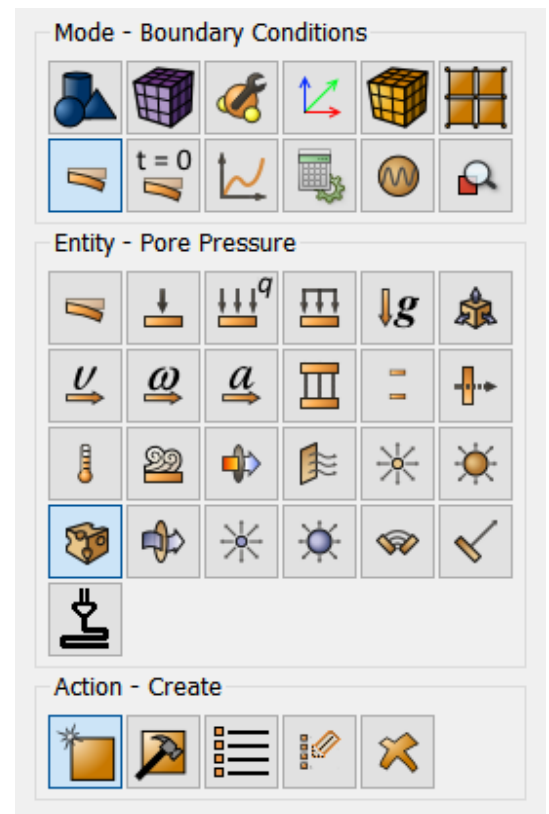 Mode - Boundary Conditions
t = 0
Entity - Pore Pressure
q
g
υ ω a
Action - Create